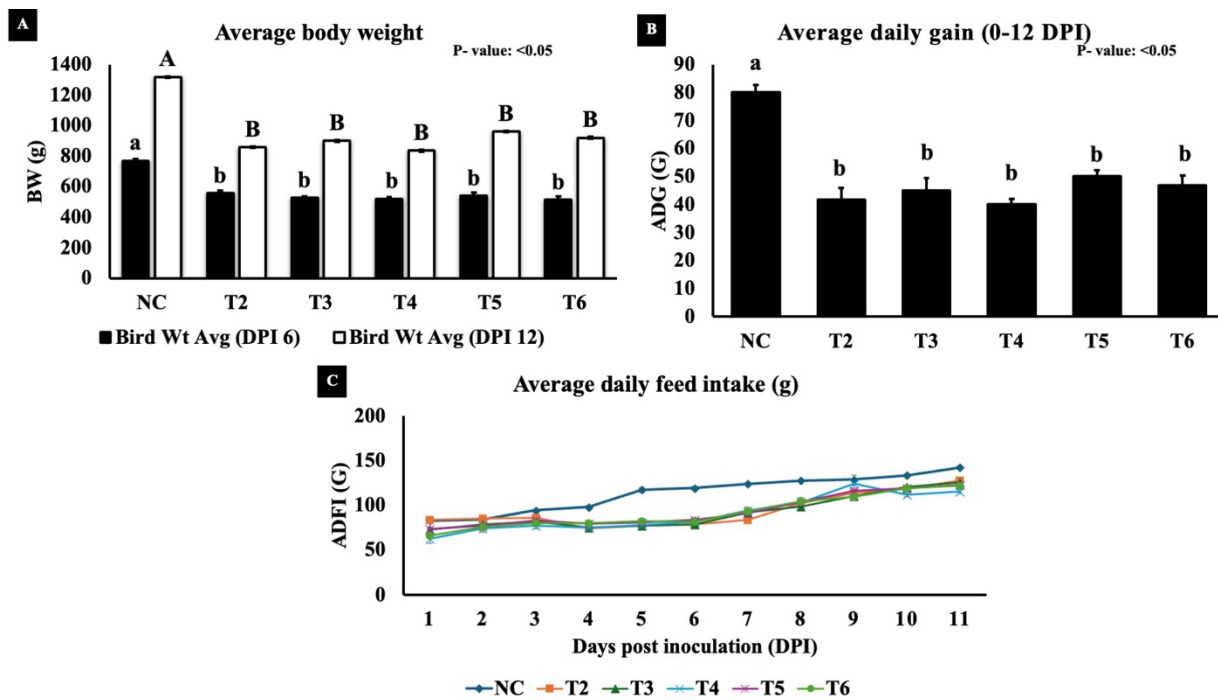 A
Average body weight
P- value: <0.05
BW (g)
1400
1200
1000
800
600
400
200
0
a A
b B
b B
b B
b B
b B
NC T2 T3 T4 T5 T6
Bird Wt Avg (DPI 6) Bird Wt Avg (DPI 12)
B
Average daily gain (0-12 DPI)
P- value: <0.05
ADG (G)
90
80
70
60
50
40
30
20
10
0
a b b b b b
NC T2 T3 T4 T5 T6
C
Average daily feed intake (g)
ADFI (G)
200
150
100
50
0
1 2 3 4 5 6 7 8 9 10 11
Days post inoculation (DPI)
NC T2 T3 T4 T5 T6